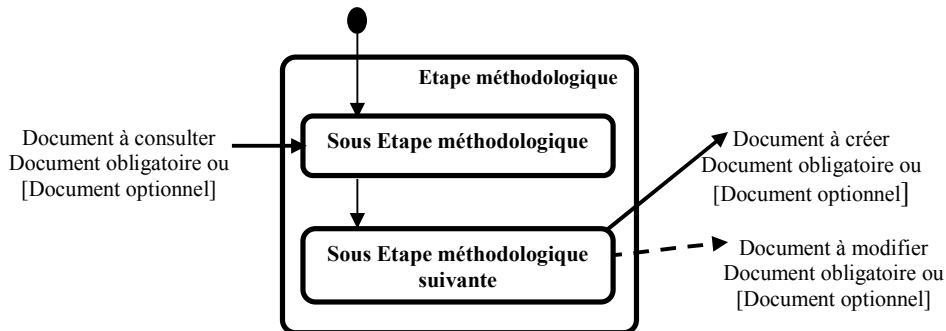 Etape méthodologique
Sous Etape méthodologique
Document à consulter
Document obligatoire ou
[Document optionnel]
Document à créer
Document obligatoire ou
[Document optionnel]
Sous Etape méthodologique
suivante
Document à modifier
Document obligatoire ou
[Document optionnel]